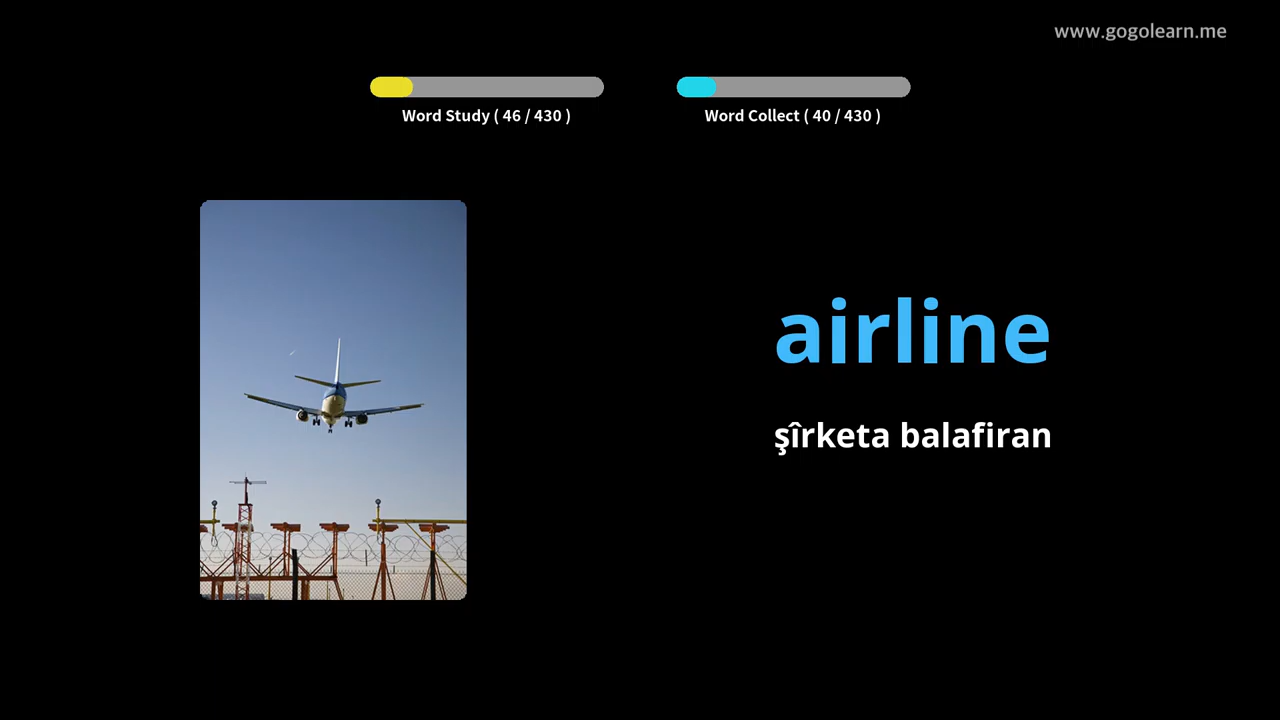 www.gogolearn.me
Word Study ( 46 / 430 )
Word Collect ( 40 / 430 )
airline
şîrketa balafiran